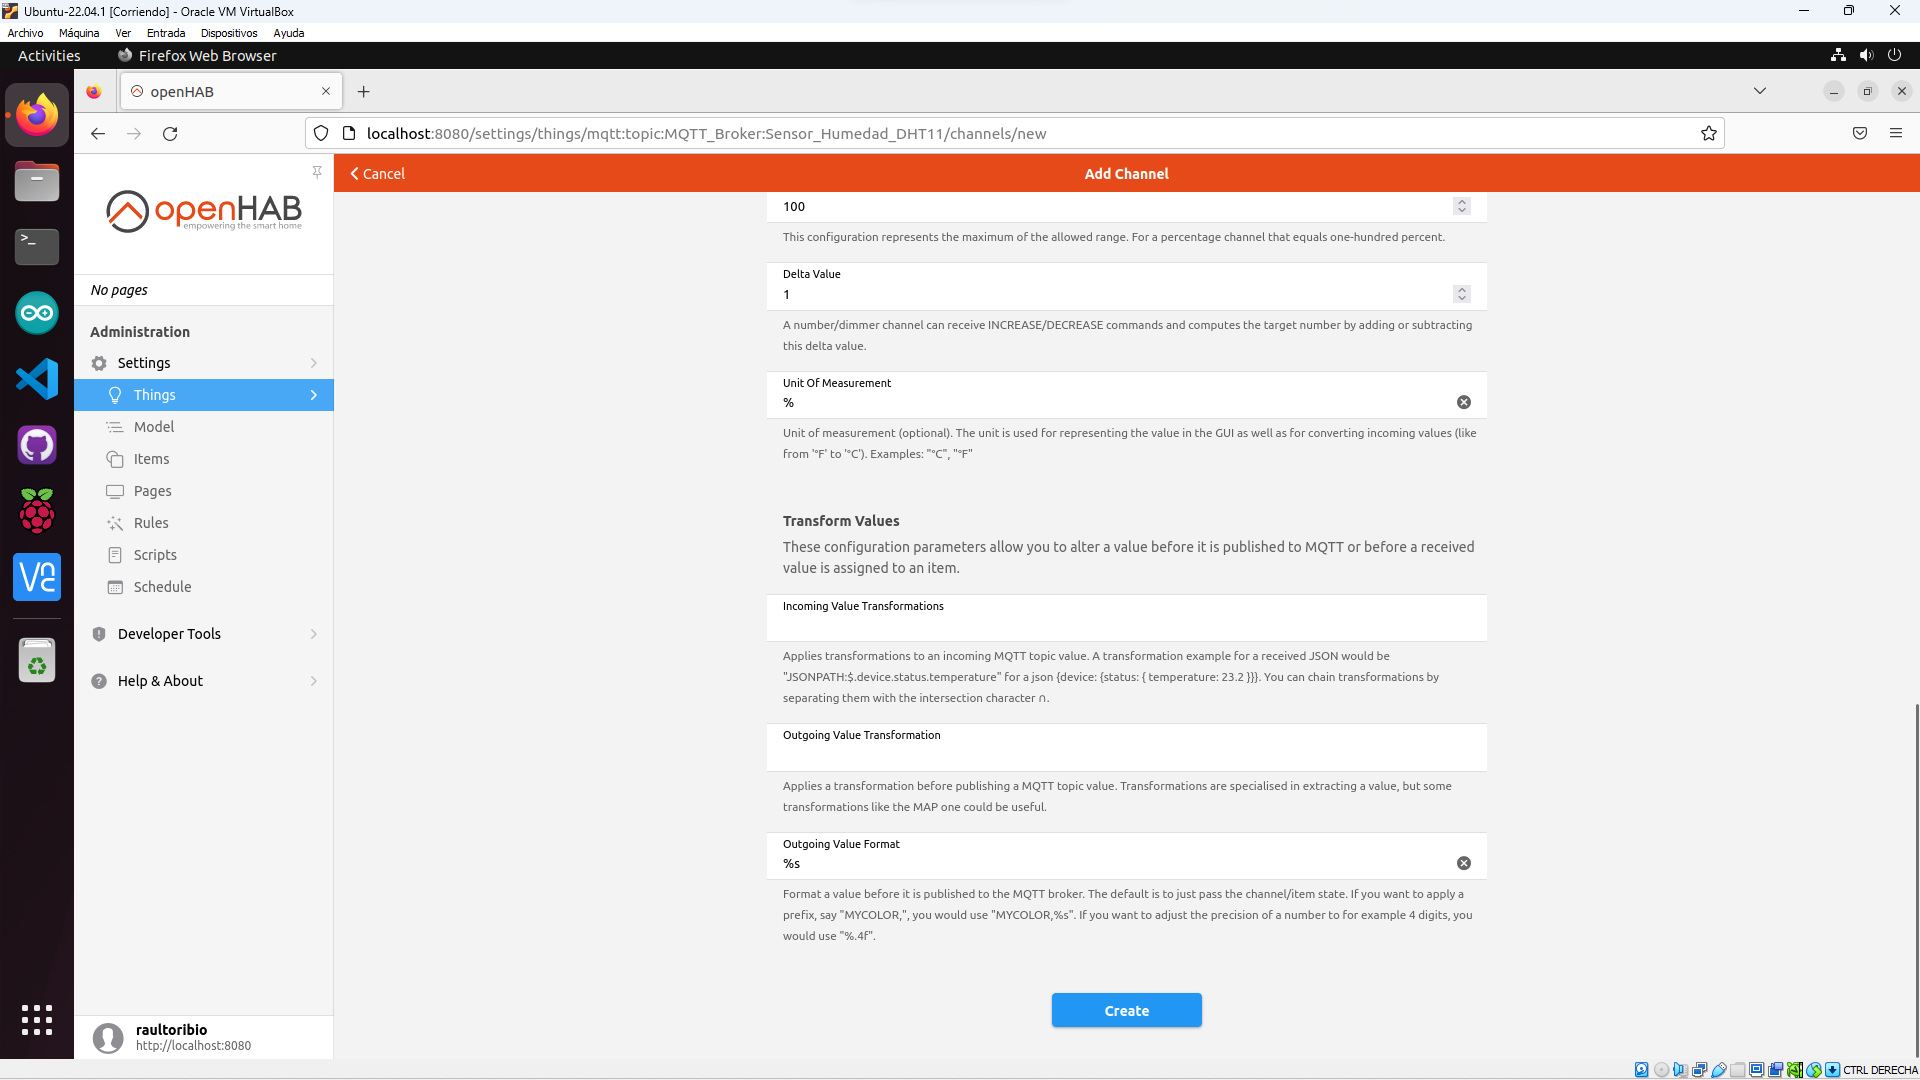 Ubuntu-22.04.1 [Corriendo] - Oracle VM VirtualBox
Archivo Máquina Ver Entrada Dispositivos Ayuda
Activities Firefox Web Browser
openHAB
localhost:8080/settings/things/mqtt:topic:MQTT_Broker:Sensor_Humedad_DHT11/channels/new
openHAB
empowering the smart home
No pages
Administration
Settings
Things
Model
Items
Pages
Rules
Scripts
Schedule
Developer Tools
Help & About
raultoribio
http://localhost:8080
Cancel
Add Channel
100
This configuration represents the maximum of the allowed range. For a percentage channel that equals one-hundred percent.
Delta Value
1
A number/dimmer channel can receive INCREASE/DECREASE commands and computes the target number by adding or subtracting
this delta value.
Unit Of Measurement
%
Unit of measurement (optional). The unit is used for representing the value in the GUI as well as for converting incoming values (like
from '°F' to '°C'). Examples: "°C", "°F"
Transform Values
These configuration parameters allow you to alter a value before it is published to MQTT or before a received
value is assigned to an item.
Incoming Value Transformations
Applies transformations to an incoming MQTT topic value. A transformation example for a received JSON would be
"JSONPATH:$.device.status.temperature" for a json {device: {status: { temperature: 23.2 }}}. You can chain transformations by
separating them with the intersection character ∩.
Outgoing Value Transformation
Applies a transformation before publishing a MQTT topic value. Transformations are specialised in extracting a value, but some
transformations like the MAP one could be useful.
Outgoing Value Format
%s
Format a value before it is published to the MQTT broker. The default is to just pass the channel/item state. If you want to apply a
prefix, say "MYCOLOR,", you would use "MYCOLOR,%s". If you want to adjust the precision of a number to for example 4 digits, you
would use "%.4f".
Create
CTRL DERECHA